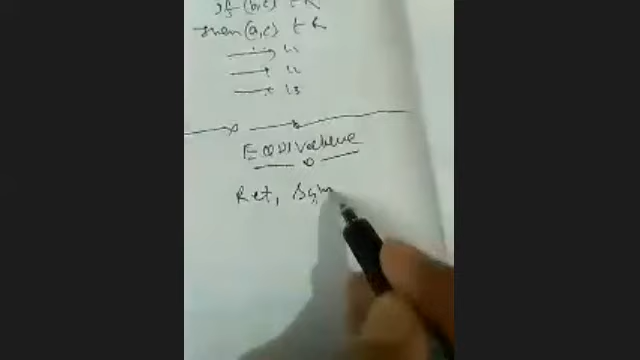 If (b,c) ∈ R
then (a,c) ∈ R
L1
L2
L3
Equivalence
Ref, Sym